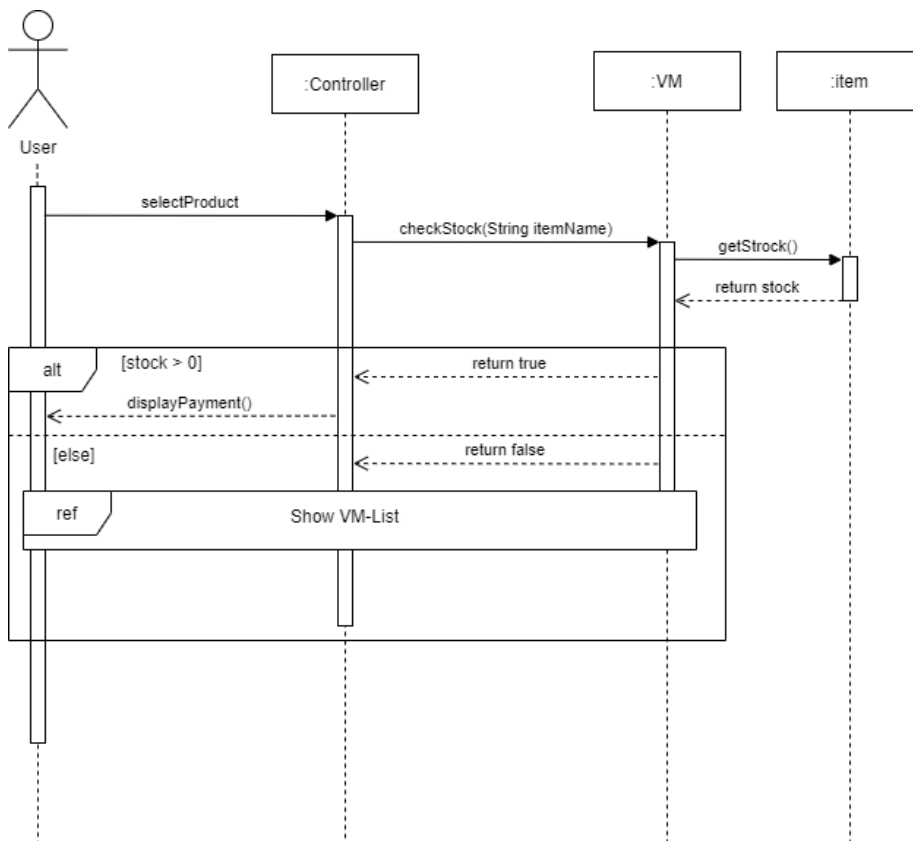 :Controller
:VM
:item
User
selectProduct
checkStock(String itemName)
getStrock()
return stock
alt
[stock > 0]
return true
displayPayment()
[else]
return false
ref
Show VM-List